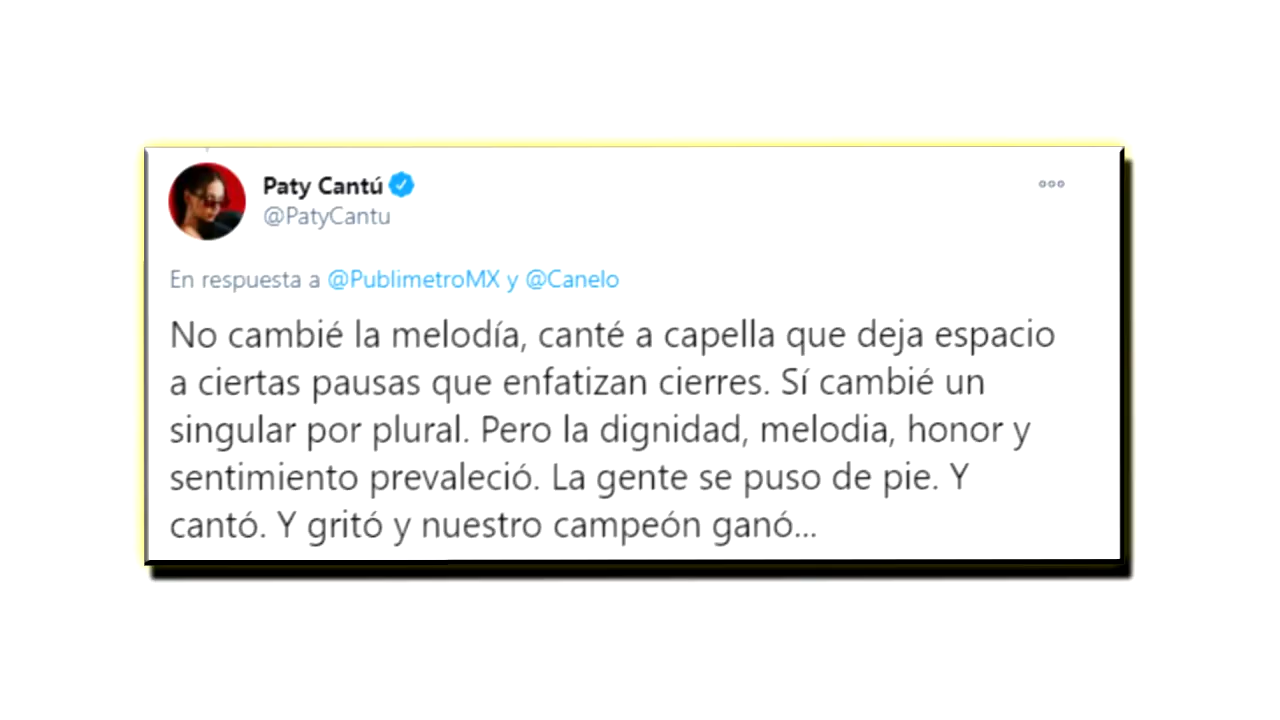 Paty Cantú
@PatyCantu
En respuesta a @PublimetroMX y @Canelo
No cambié la melodía, canté a capella que deja espacio
a ciertas pausas que enfatizan cierres. Sí cambié un
singular por plural. Pero la dignidad, melodia, honor y
sentimiento prevaleció. La gente se puso de pie. Y
cantó. Y gritó y nuestro campeón ganó...